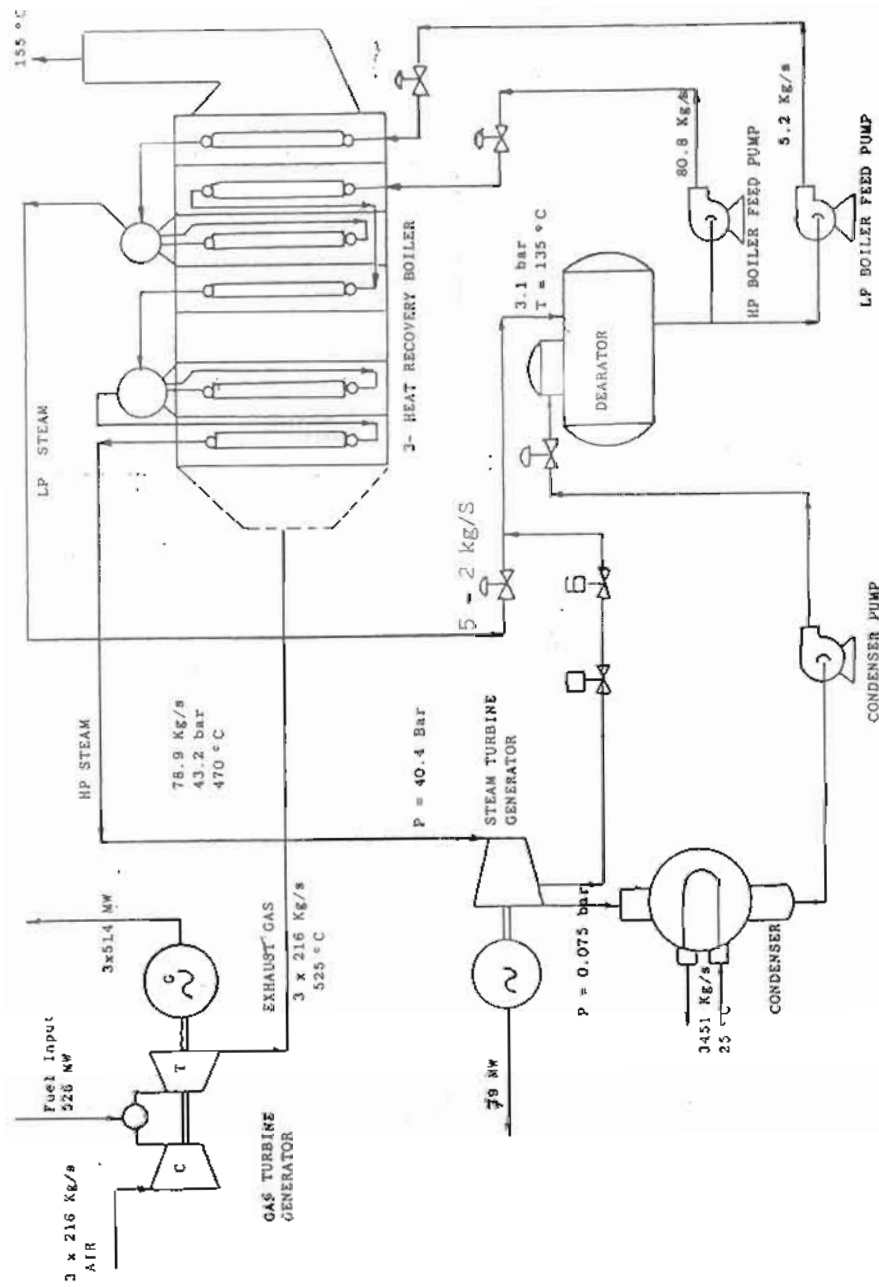 3 x 216 Kg/s
AIR
Fuel Input
528 MW
C
T
G
3x514 MW
GAS TURBINE
GENERATOR
EXHAUST GAS
3 x 216 Kg/s
525 °C
HP STEAM
78.9 Kg/s
43.2 bar
470 °C
LP STEAM
155 °C
3- HEAT RECOVERY BOILER
P = 40.4 Bar
STEAM TURBINE
GENERATOR
79 MW
P = 0.075 bar
3451 Kg/s
25 °C
CONDENSER
CONDENSER PUMP
5 - 2 kg/S
3.1 bar
T = 135 °C
DEARATOR
80.8 Kg/s
HP BOILER FEED PUMP
5.2 Kg/s
LP BOILER FEED PUMP